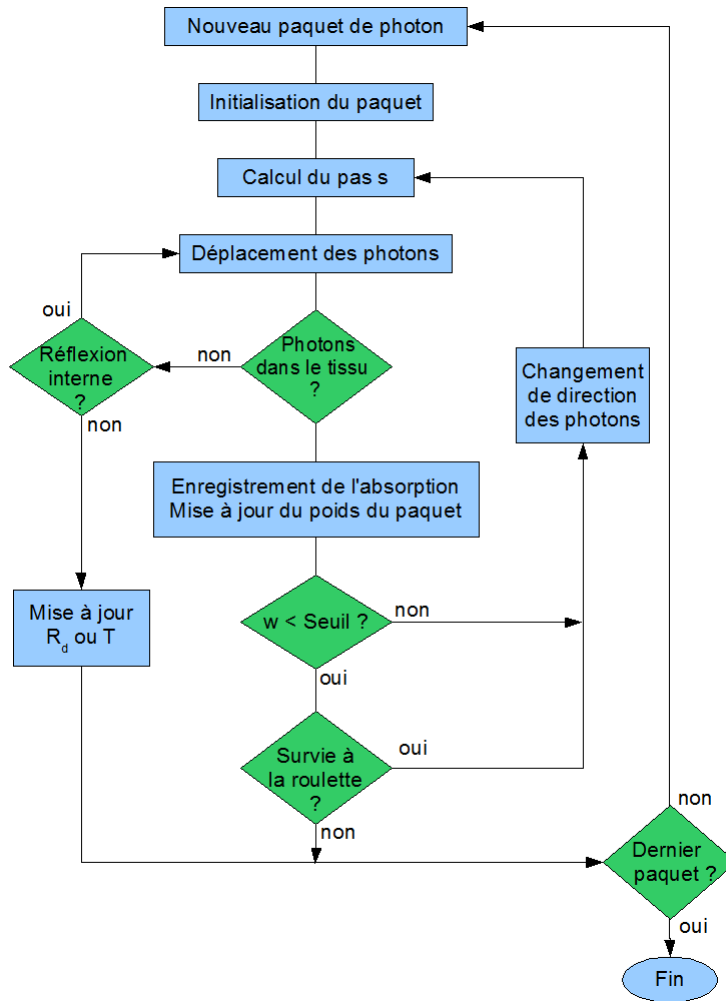 Nouveau paquet de photon
Initialisation du paquet
Calcul du pas s
Déplacement des photons
oui
Réflexion
interne
?
non
Photons
dans le tissu
?
non
Changement
de direction
des photons
Enregistrement de l'absorption
Mise à jour du poids du paquet
w < Seuil ?
non
oui
Mise à jour
R_d ou T
Survie à
la roulette
?
oui
non
non
Dernier
paquet ?
oui
Fin